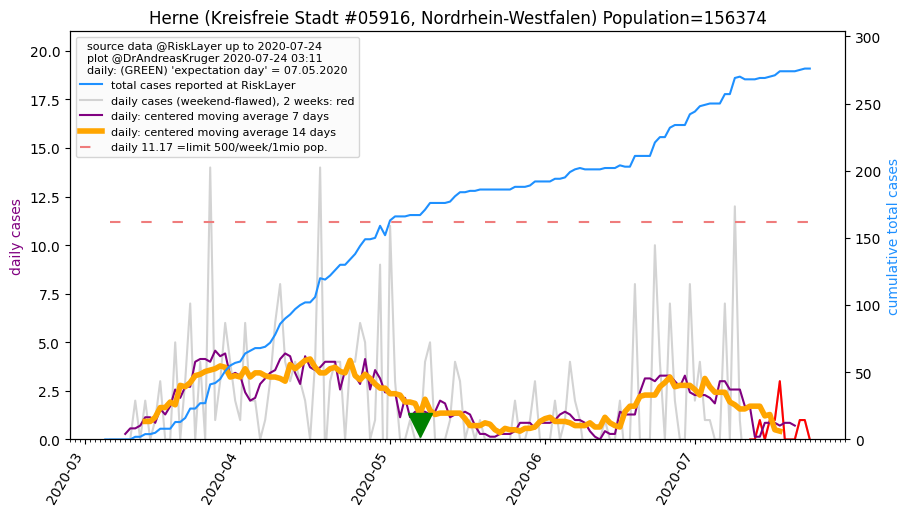 Herne (Kreisfreie Stadt #05916, Nordrhein-Westfalen) Population=156374
source data @RiskLayer up to 2020-07-24
plot @DrAndreasKruger 2020-07-24 03:11
daily: (GREEN) 'expectation day' = 07.05.2020
total cases reported at RiskLayer
daily cases (weekend-flawed), 2 weeks: red
daily: centered moving average 7 days
daily: centered moving average 14 days
daily 11.17 =limit 500/week/1mio pop.
daily cases
20.0
17.5
15.0
12.5
10.0
7.5
5.0
2.5
0.0
300
250
200
150
100
50
0
cumulative total cases
2020-03
2020-04
2020-05
2020-06
2020-07